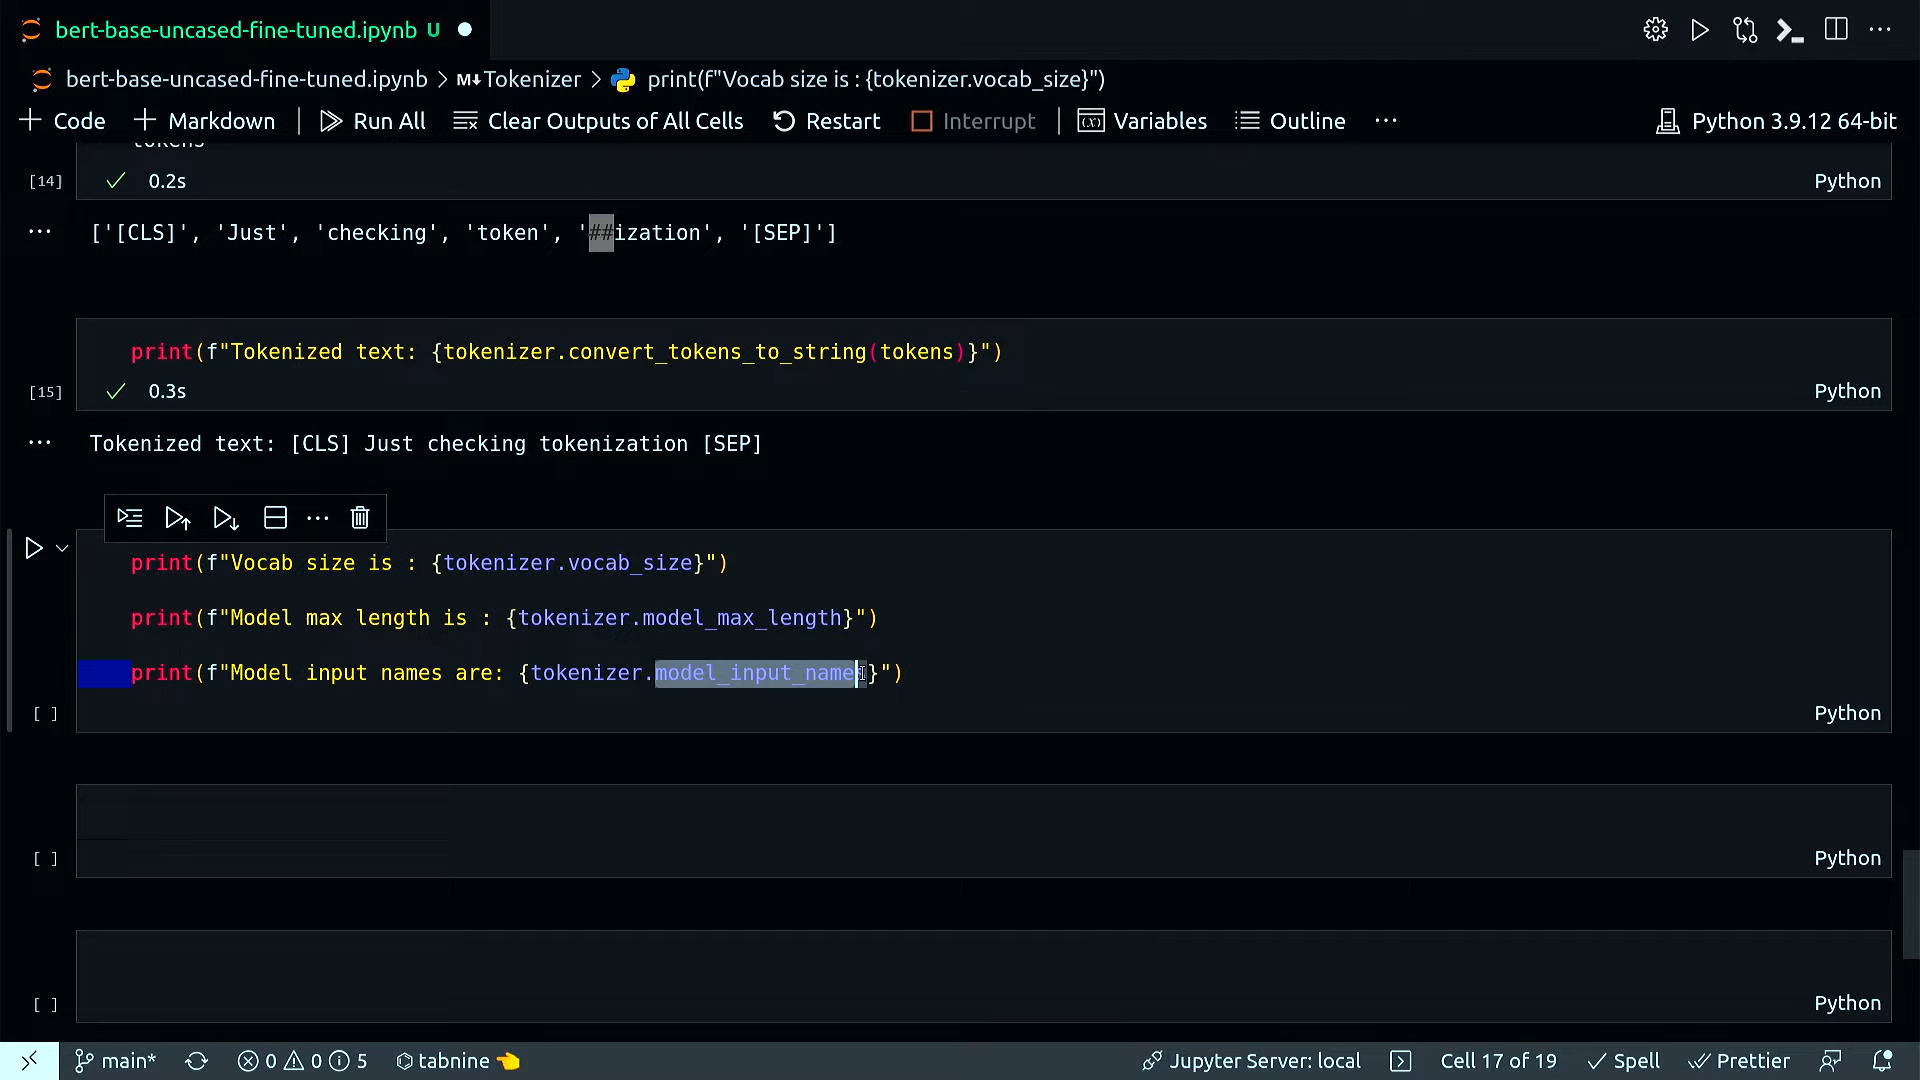 bert-base-uncased-fine-tuned.ipynb U
bert-base-uncased-fine-tuned.ipynb > M↓Tokenizer > print(f"Vocab size is : {tokenizer.vocab_size}")
+ Code + Markdown | Run All Clear Outputs of All Cells Restart Interrupt | Variables Outline ··· Python 3.9.12 64-bit
tokens
[14] ✓ 0.2s Python
['[CLS]', 'Just', 'checking', 'token', '##ization', '[SEP]']
print(f"Tokenized text: {tokenizer.convert_tokens_to_string(tokens)}")
[15] ✓ 0.3s Python
Tokenized text: [CLS] Just checking tokenization [SEP]
print(f"Vocab size is : {tokenizer.vocab_size}")
print(f"Model max length is : {tokenizer.model_max_length}")
print(f"Model input names are: {tokenizer.model_input_names}")
[ ] Python
[ ] Python
[ ] Python
main* 0 0 5 tabnine Jupyter Server: local Cell 17 of 19 ✓ Spell Prettier